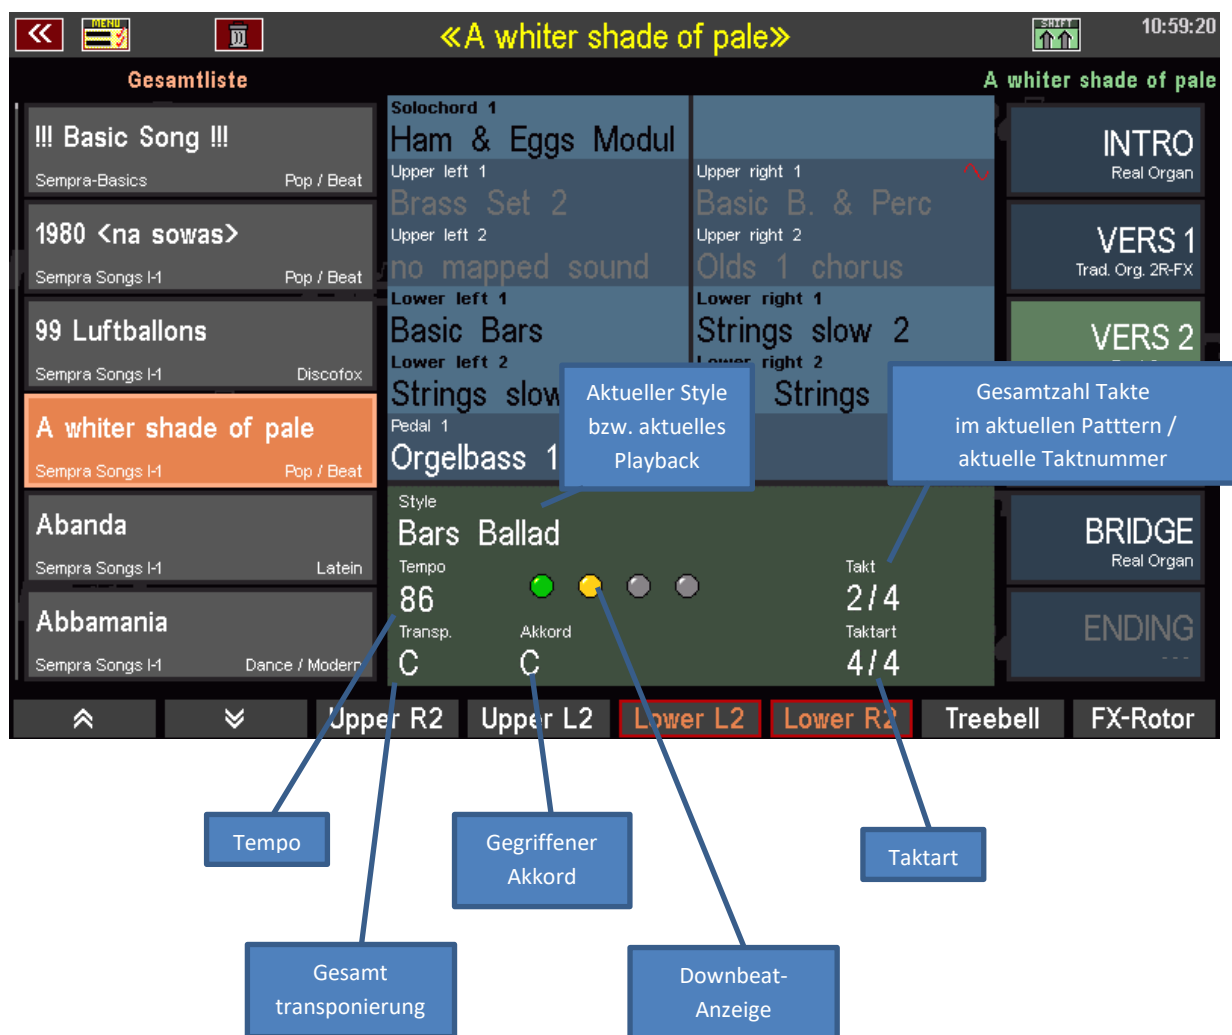 MENU
«A whiter shade of pale»
SHIFT
10:59:20
Gesamtliste
A whiter shade of pale
!!! Basic Song !!!
Sempra-Basics Pop / Beat
1980 <na sowas>
Sempra Songs I-1 Pop / Beat
99 Luftballons
Sempra Songs I-1 Discofox
A whiter shade of pale
Sempra Songs I-1 Pop / Beat
Abanda
Sempra Songs I-1 Latein
Abbamania
Sempra Songs I-1 Dance / Modern
Solochord 1
Ham & Eggs Modul
Upper left 1
Brass Set 2
Upper right 1
Basic B. & Perc
Upper left 2
no mapped sound
Upper right 2
Olds 1 chorus
Lower left 1
Basic Bars
Lower right 1
Strings slow 2
Lower left 2
Strings slow
Lower right 2
Strings
Pedal 1
Orgelbass 1
Style
Bars Ballad
Tempo
86
Takt
2/4
Transp.
C
Akkord
C
Taktart
4/4
INTRO
Real Organ
VERS 1
Trad. Org. 2R-FX
VERS 2
BRIDGE
Real Organ
ENDING
---
Aktueller Style
bzw. aktuelles
Playback
Gesamtzahl Takte
im aktuellen Patttern /
aktuelle Taktnummer
Upper R2 Upper L2 Lower L2 Lower R2 Treebell FX-Rotor
Tempo
Gegriffener
Akkord
Taktart
Gesamt
transponierung
Downbeat-
Anzeige